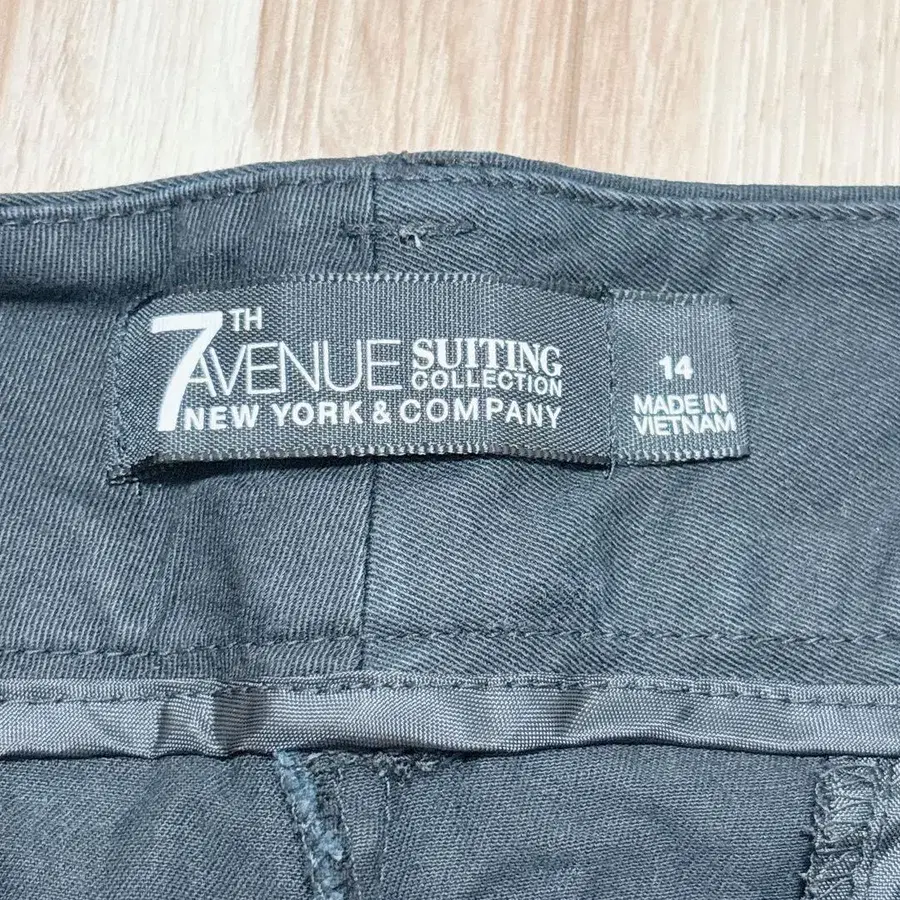 7TH
AVENUE SUITING
COLLECTION
NEW YORK & COMPANY
14
MADE IN
VIETNAM